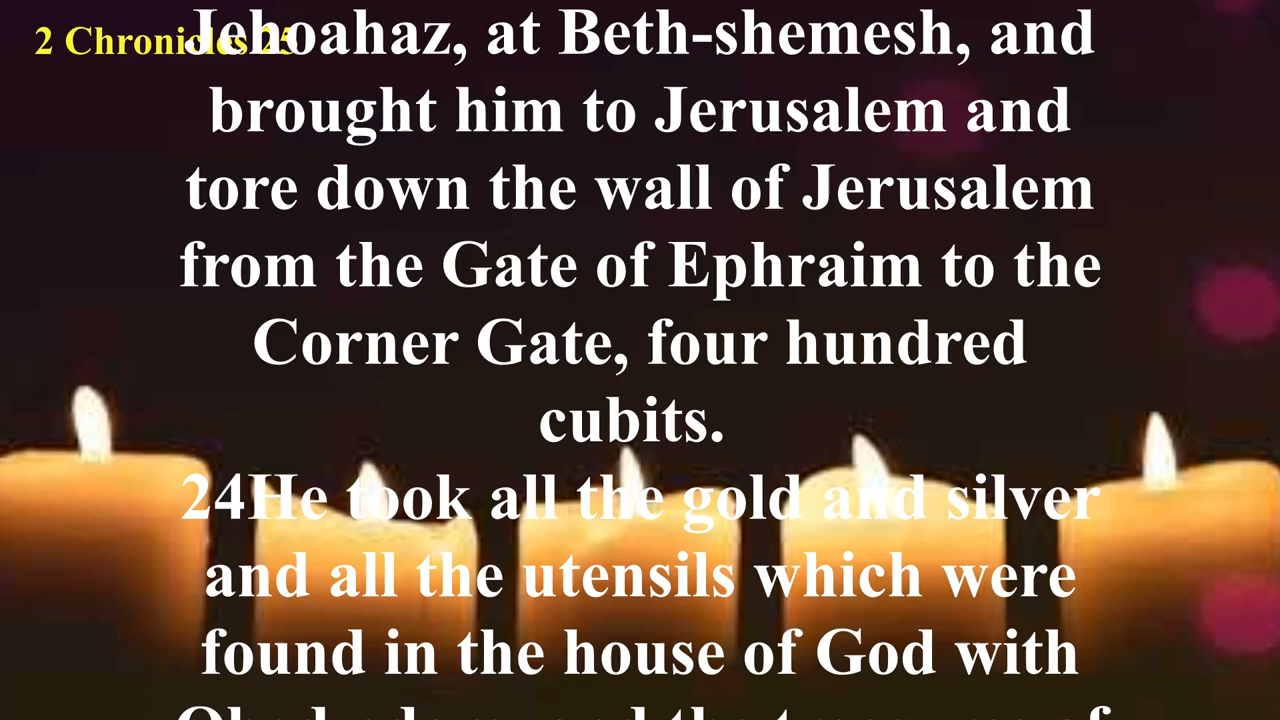 2 Chronicles 25
Jehoahaz, at Beth-shemesh, and
brought him to Jerusalem and
tore down the wall of Jerusalem
from the Gate of Ephraim to the
Corner Gate, four hundred
cubits.
24He took all the gold and silver
and all the utensils which were
found in the house of God with